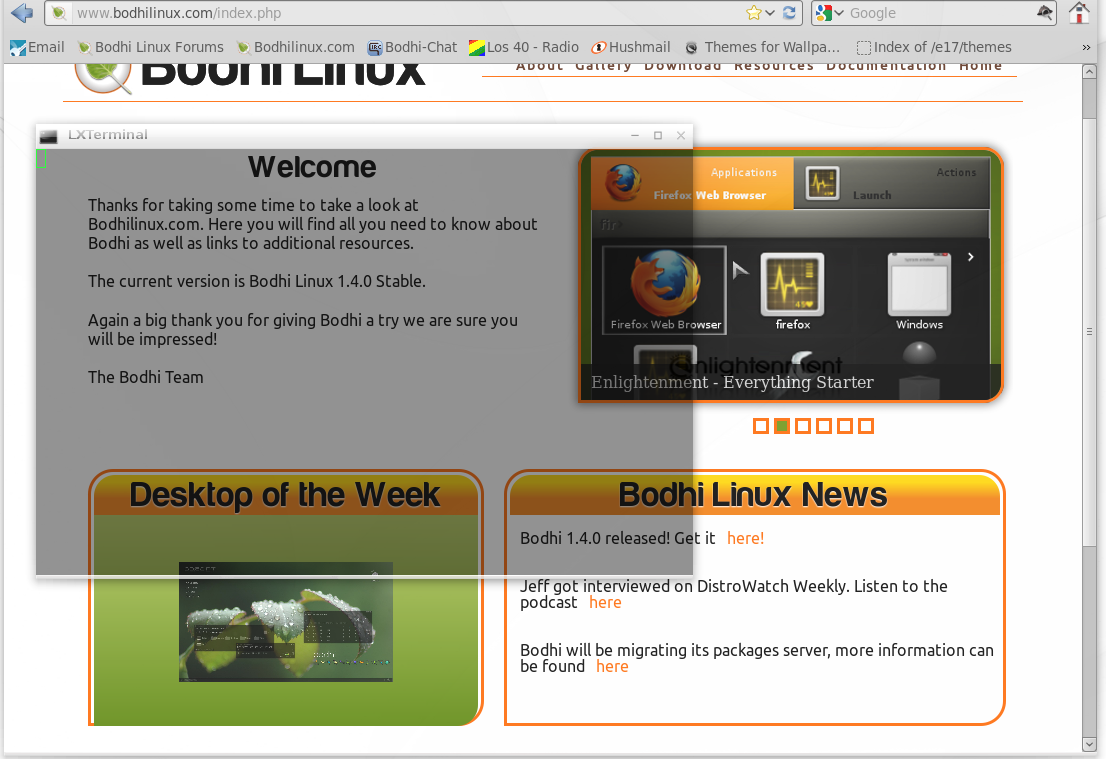 www.bodhilinux.com/index.php
Google
Email
Bodhi Linux Forums
Bodhilinux.com
Bodhi-Chat
Los 40 - Radio
Hushmail
Themes for Wallpa...
Index of /e17/themes
»
Bodhi Linux
About Gallery Download Resources Documentation Home
LXTerminal
Welcome
Thanks for taking some time to take a look at
Bodhilinux.com. Here you will find all you need to know about
Bodhi as well as links to additional resources.
The current version is Bodhi Linux 1.4.0 Stable.
Again a big thank you for giving Bodhi a try we are sure you
will be impressed!
The Bodhi Team
Applications
Firefox Web Browser
Actions
Launch
fir
Firefox Web Browser
firefox
Windows
Enlightenment
Enlightenment - Everything Starter
Desktop of the Week
Bodhi Linux News
Bodhi 1.4.0 released! Get it here!
Jeff got interviewed on DistroWatch Weekly. Listen to the
podcast here
Bodhi will be migrating its packages server, more information can
be found here